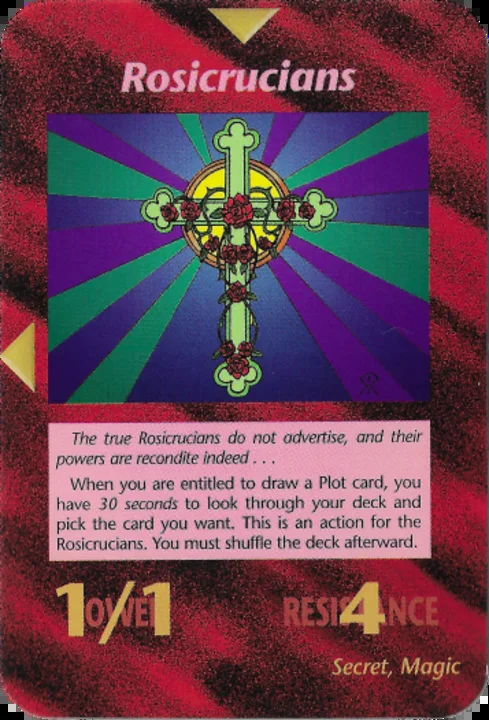 Rosicrucians
The true Rosicrucians do not advertise, and their
powers are recondite indeed . . .
When you are entitled to draw a Plot card, you
have 30 seconds to look through your deck and
pick the card you want. This is an action for the
Rosicrucians. You must shuffle the deck afterward.
1/1 POWER RESISTANCE 4
Secret, Magic